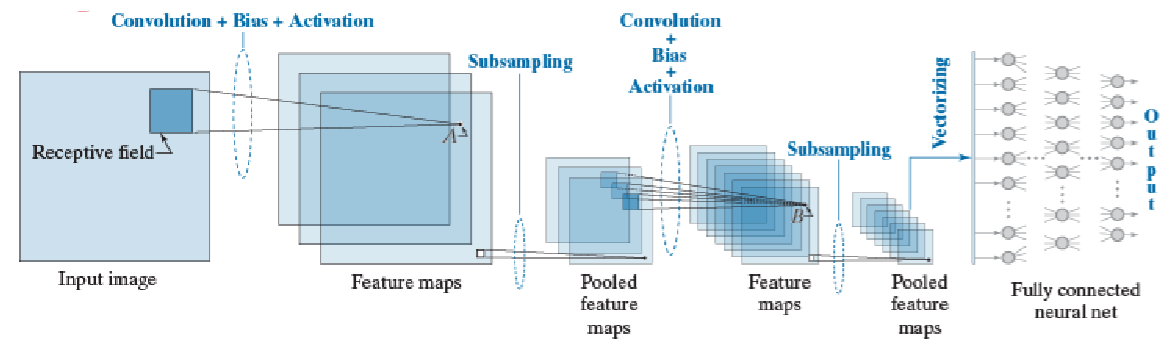 Convolution + Bias + Activation
Subsampling
Convolution
+
Bias
+
Activation
Vectorizing
Subsampling
Receptive field
A
B
Output
Input image
Feature maps
Pooled
feature
maps
Feature
maps
Pooled
feature
maps
Fully connected
neural net